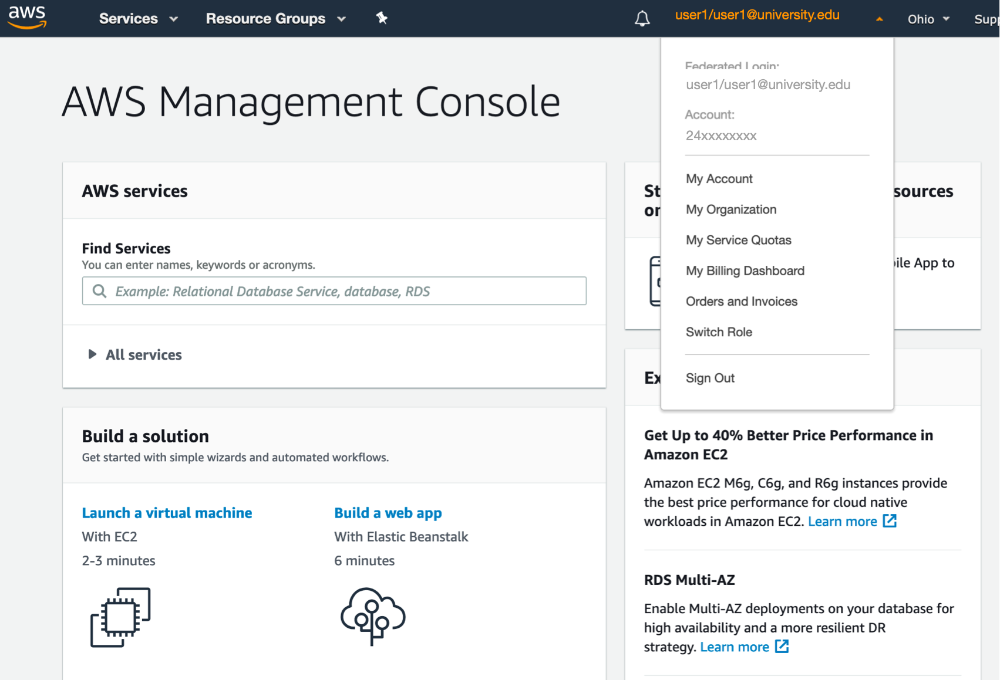 aws
Services
Resource Groups
user1/user1@university.edu
Ohio
Supp
Federated Login:
user1/user1@university.edu
Account:
24xxxxxxxx
My Account
My Organization
My Service Quotas
My Billing Dashboard
Orders and Invoices
Switch Role
Sign Out
AWS Management Console
AWS services
Find Services
You can enter names, keywords or acronyms.
Example: Relational Database Service, database, RDS
All services
Build a solution
Get started with simple wizards and automated workflows.
Launch a virtual machine
With EC2
2-3 minutes
Build a web app
With Elastic Beanstalk
6 minutes
St
sources
on
ile App to
Ex
Get Up to 40% Better Price Performance in
Amazon EC2
Amazon EC2 M6g, C6g, and R6g instances provide
the best price performance for cloud native
workloads in Amazon EC2. Learn more
RDS Multi-AZ
Enable Multi-AZ deployments on your database for
high availability and a more resilient DR
strategy. Learn more